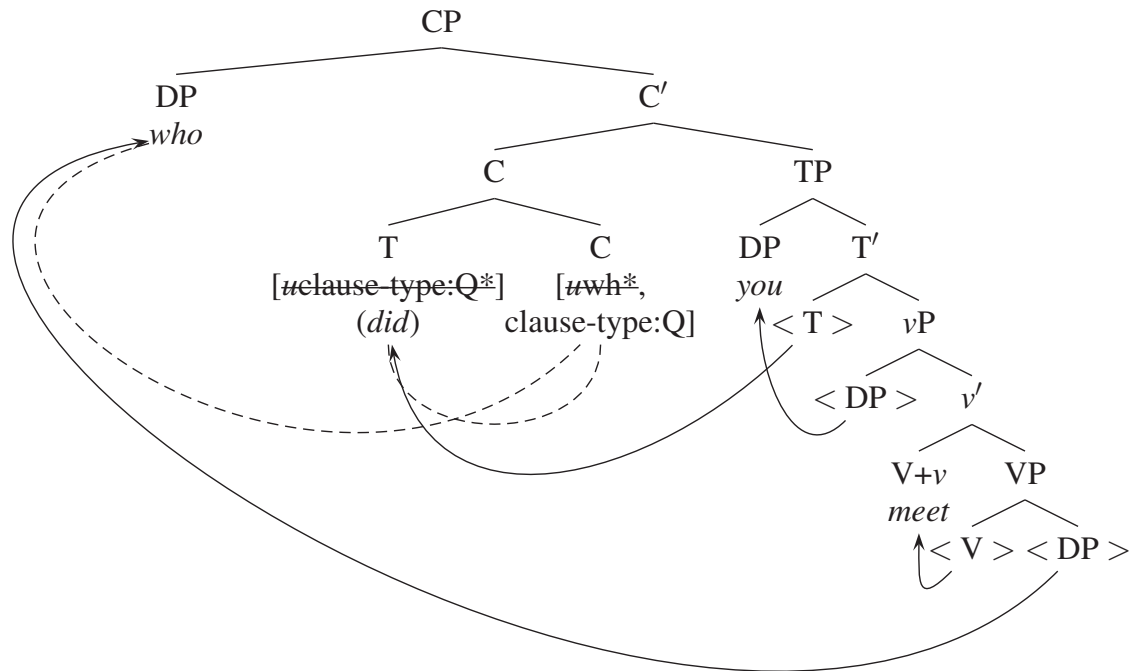 CP
DP C′
who
C TP
T C DP T′
[uclause-type:Q*] [uwh*, you
(did) clause-type:Q] < T > vP
< DP > v′
V+v VP
meet
< V > < DP >